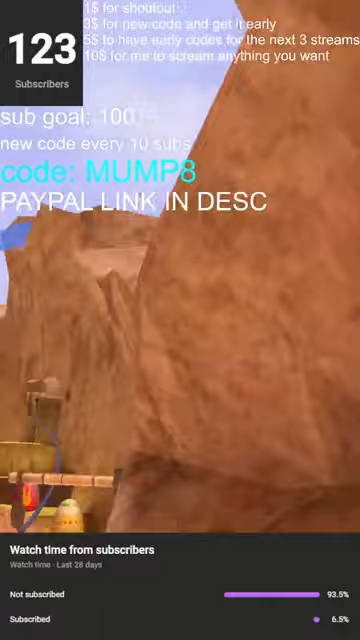 123
Subscribers
1$ for shoutout
3$ for new code and get it early
5$ to have early codes for the next 3 streams
10$ for me to scream anything you want
sub goal: 100
new code every 10 subs
code: MUMP8
PAYPAL LINK IN DESC
Watch time from subscribers
Watch time · Last 28 days
Not subscribed 93.5%
Subscribed 6.5%